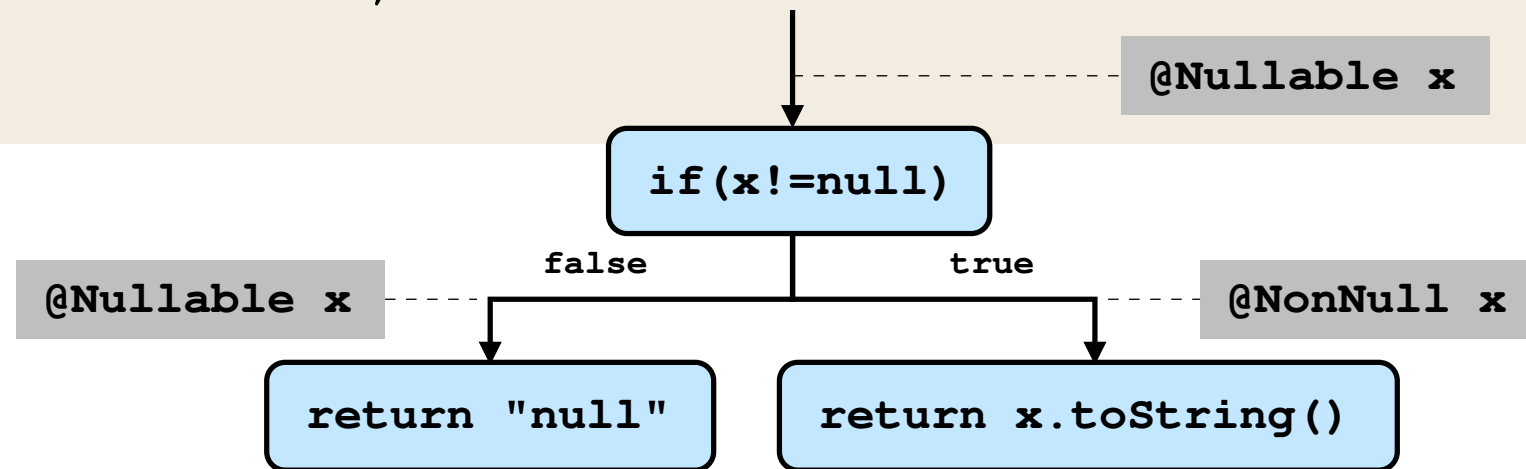 @Nullable x
if(x!=null)
false
true
@Nullable x
@NonNull x
return "null"
return x.toString()